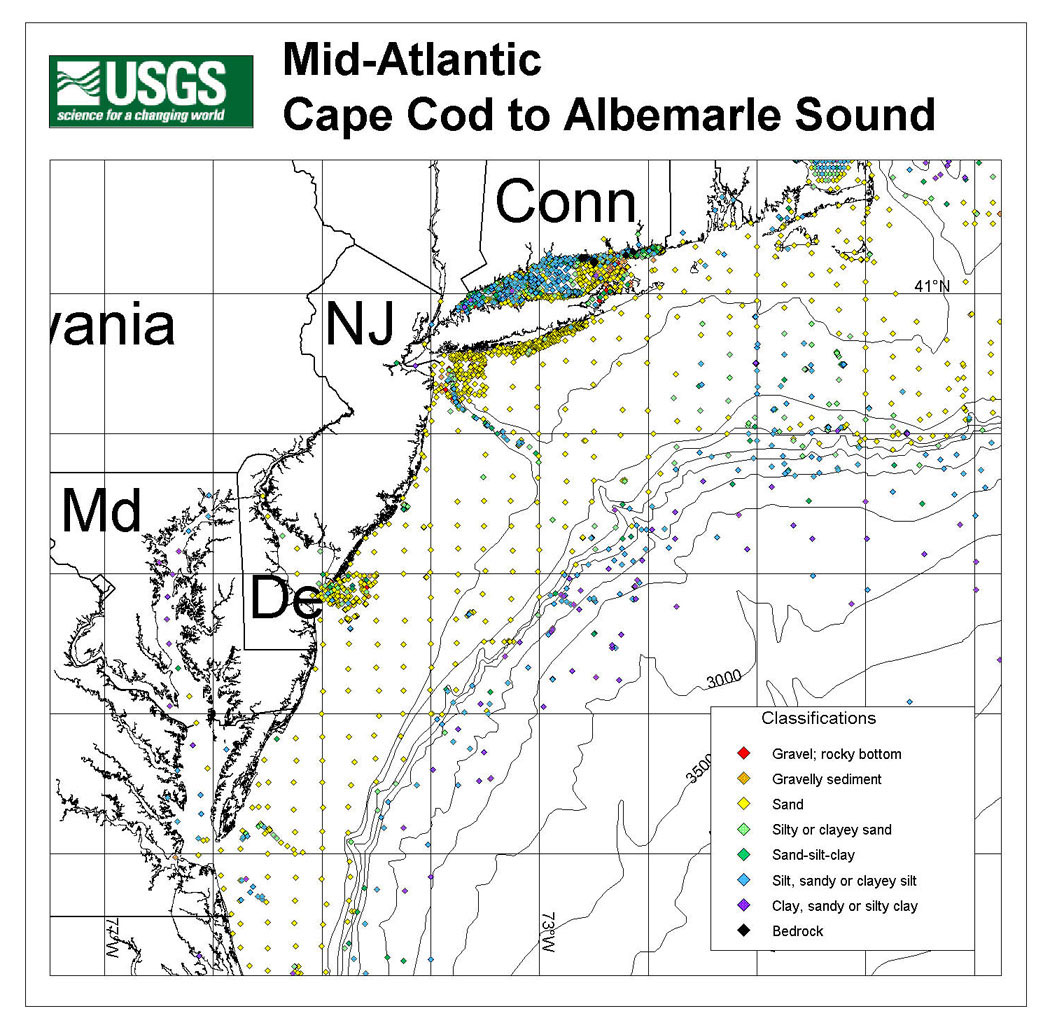 USGS
science for a changing world
Mid-Atlantic
Cape Cod to Albemarle Sound
Conn
41°N
vania
NJ
Md
De
3000
3500
77°W
73°W
Classifications
Gravel; rocky bottom
Gravelly sediment
Sand
Silty or clayey sand
Sand-silt-clay
Silt, sandy or clayey silt
Clay, sandy or silty clay
Bedrock